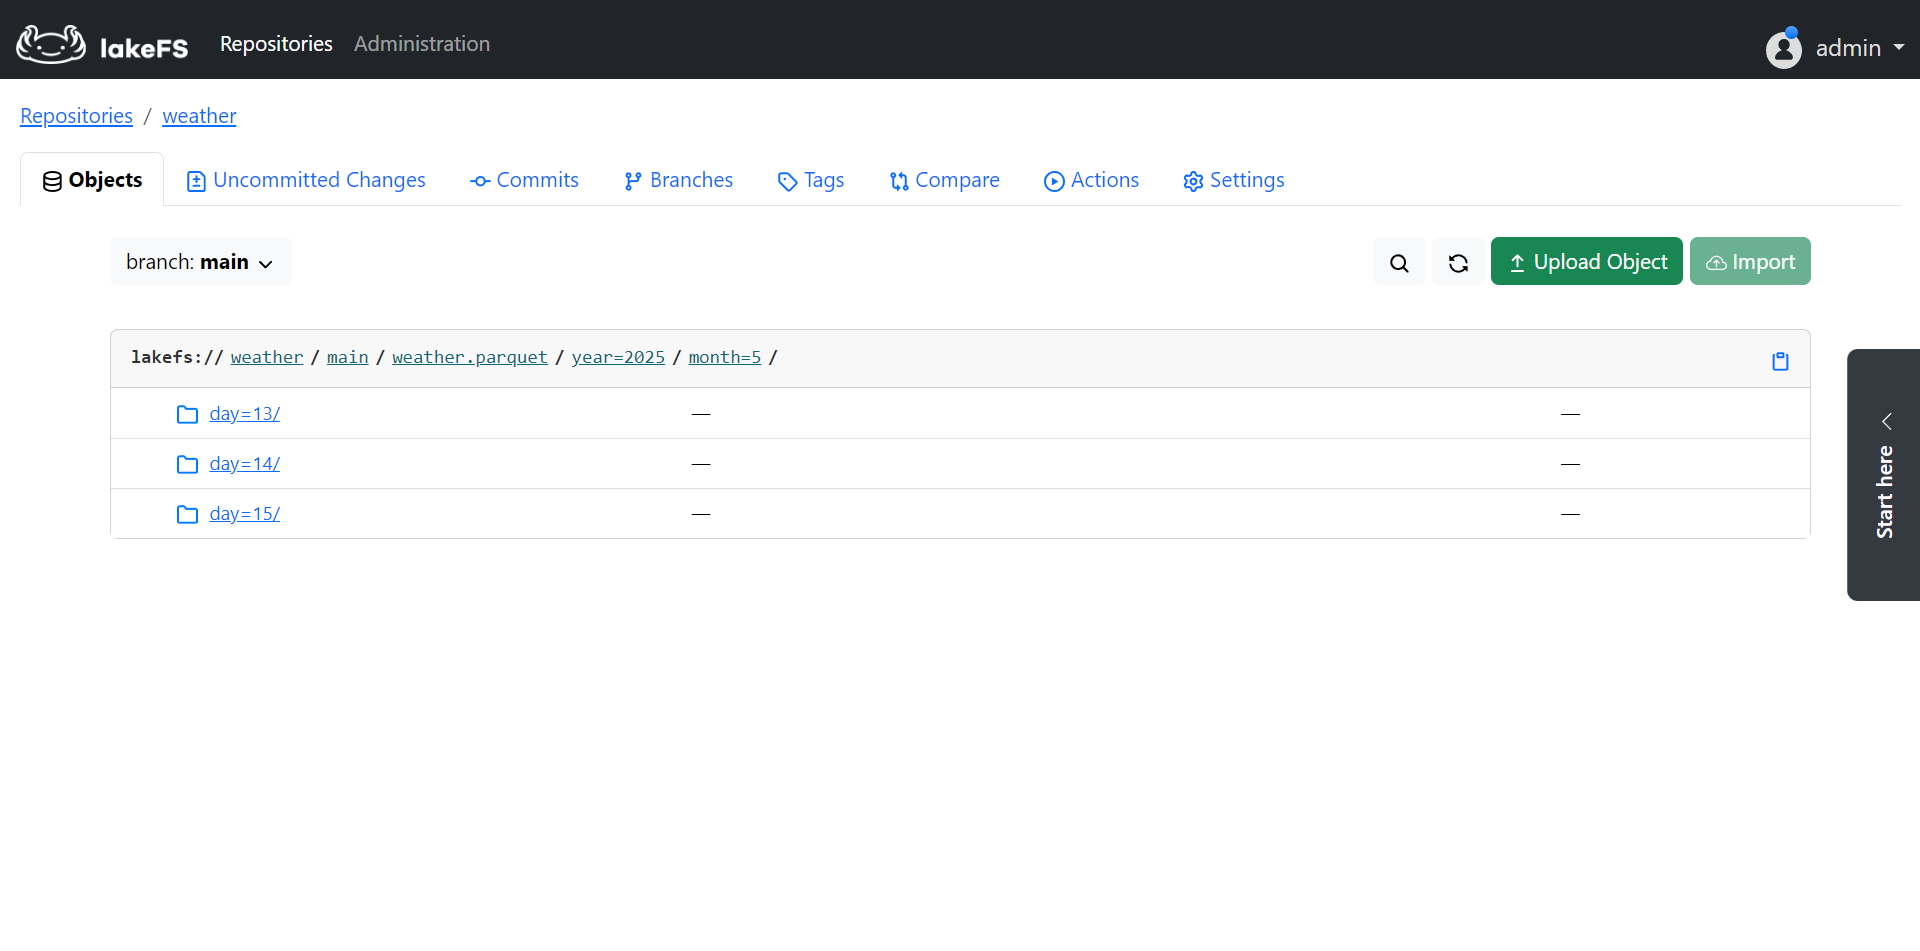 lakeFS Repositories Administration admin
Repositories / weather
Objects Uncommitted Changes Commits Branches Tags Compare Actions Settings
branch: main Upload Object Import
lakefs:// weather / main / weather.parquet / year=2025 / month=5 /
day=13/ — —
day=14/ — —
day=15/ — —
Start here